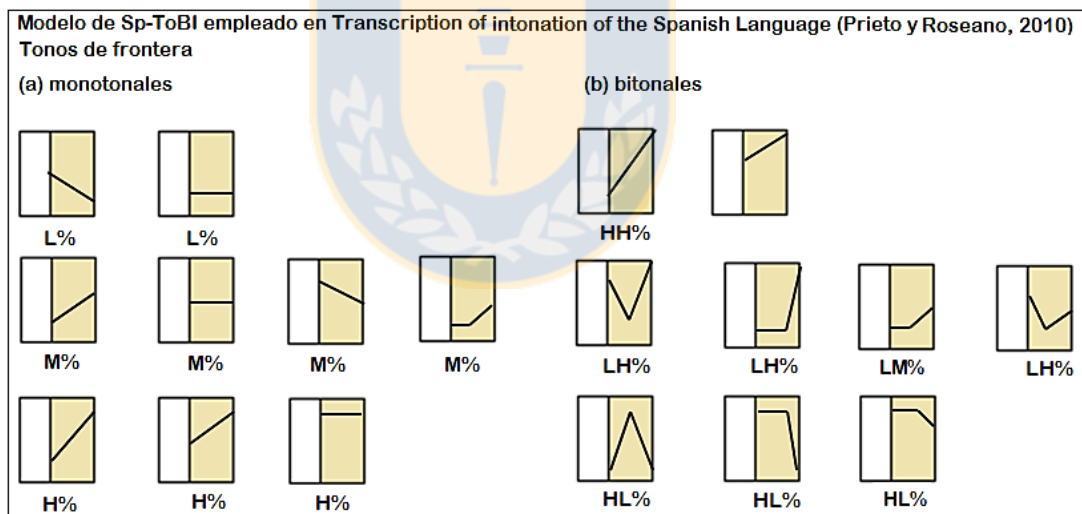 Modelo de Sp-ToBI empleado en Transcription of intonation of the Spanish Language (Prieto y Roseano, 2010)
Tonos de frontera
(a) monotonales (b) bitonales
L% L% HH%
M% M% M% M% LH% LH% LM% LH%
H% H% H% HL% HL% HL%